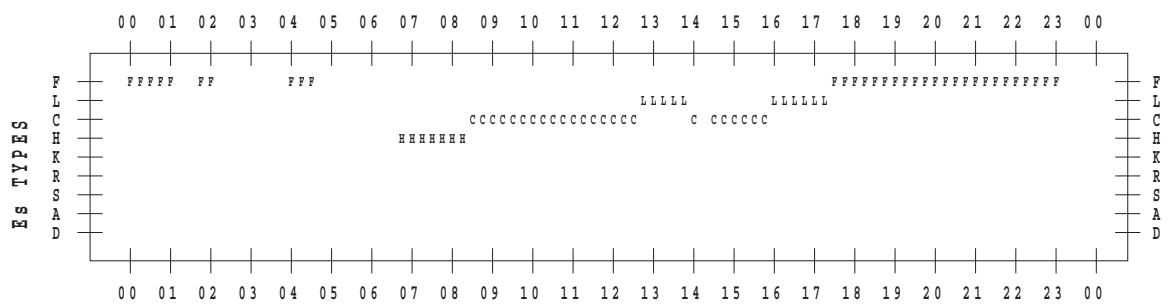 00 01 02 03 04 05 06 07 08 09 10 11 12 13 14 15 16 17 18 19 20 21 22 23 00
Es TYPES
F FFFFF FF FFF FFFFFFFFFFFFFFFFFFFFFFF F
L LLLLL LLLLLL L
C CCCCCCCCCCCCCCCCC C CCCCCC C
H HHHHHHH H
K K
R R
S S
A A
D D
00 01 02 03 04 05 06 07 08 09 10 11 12 13 14 15 16 17 18 19 20 21 22 23 00